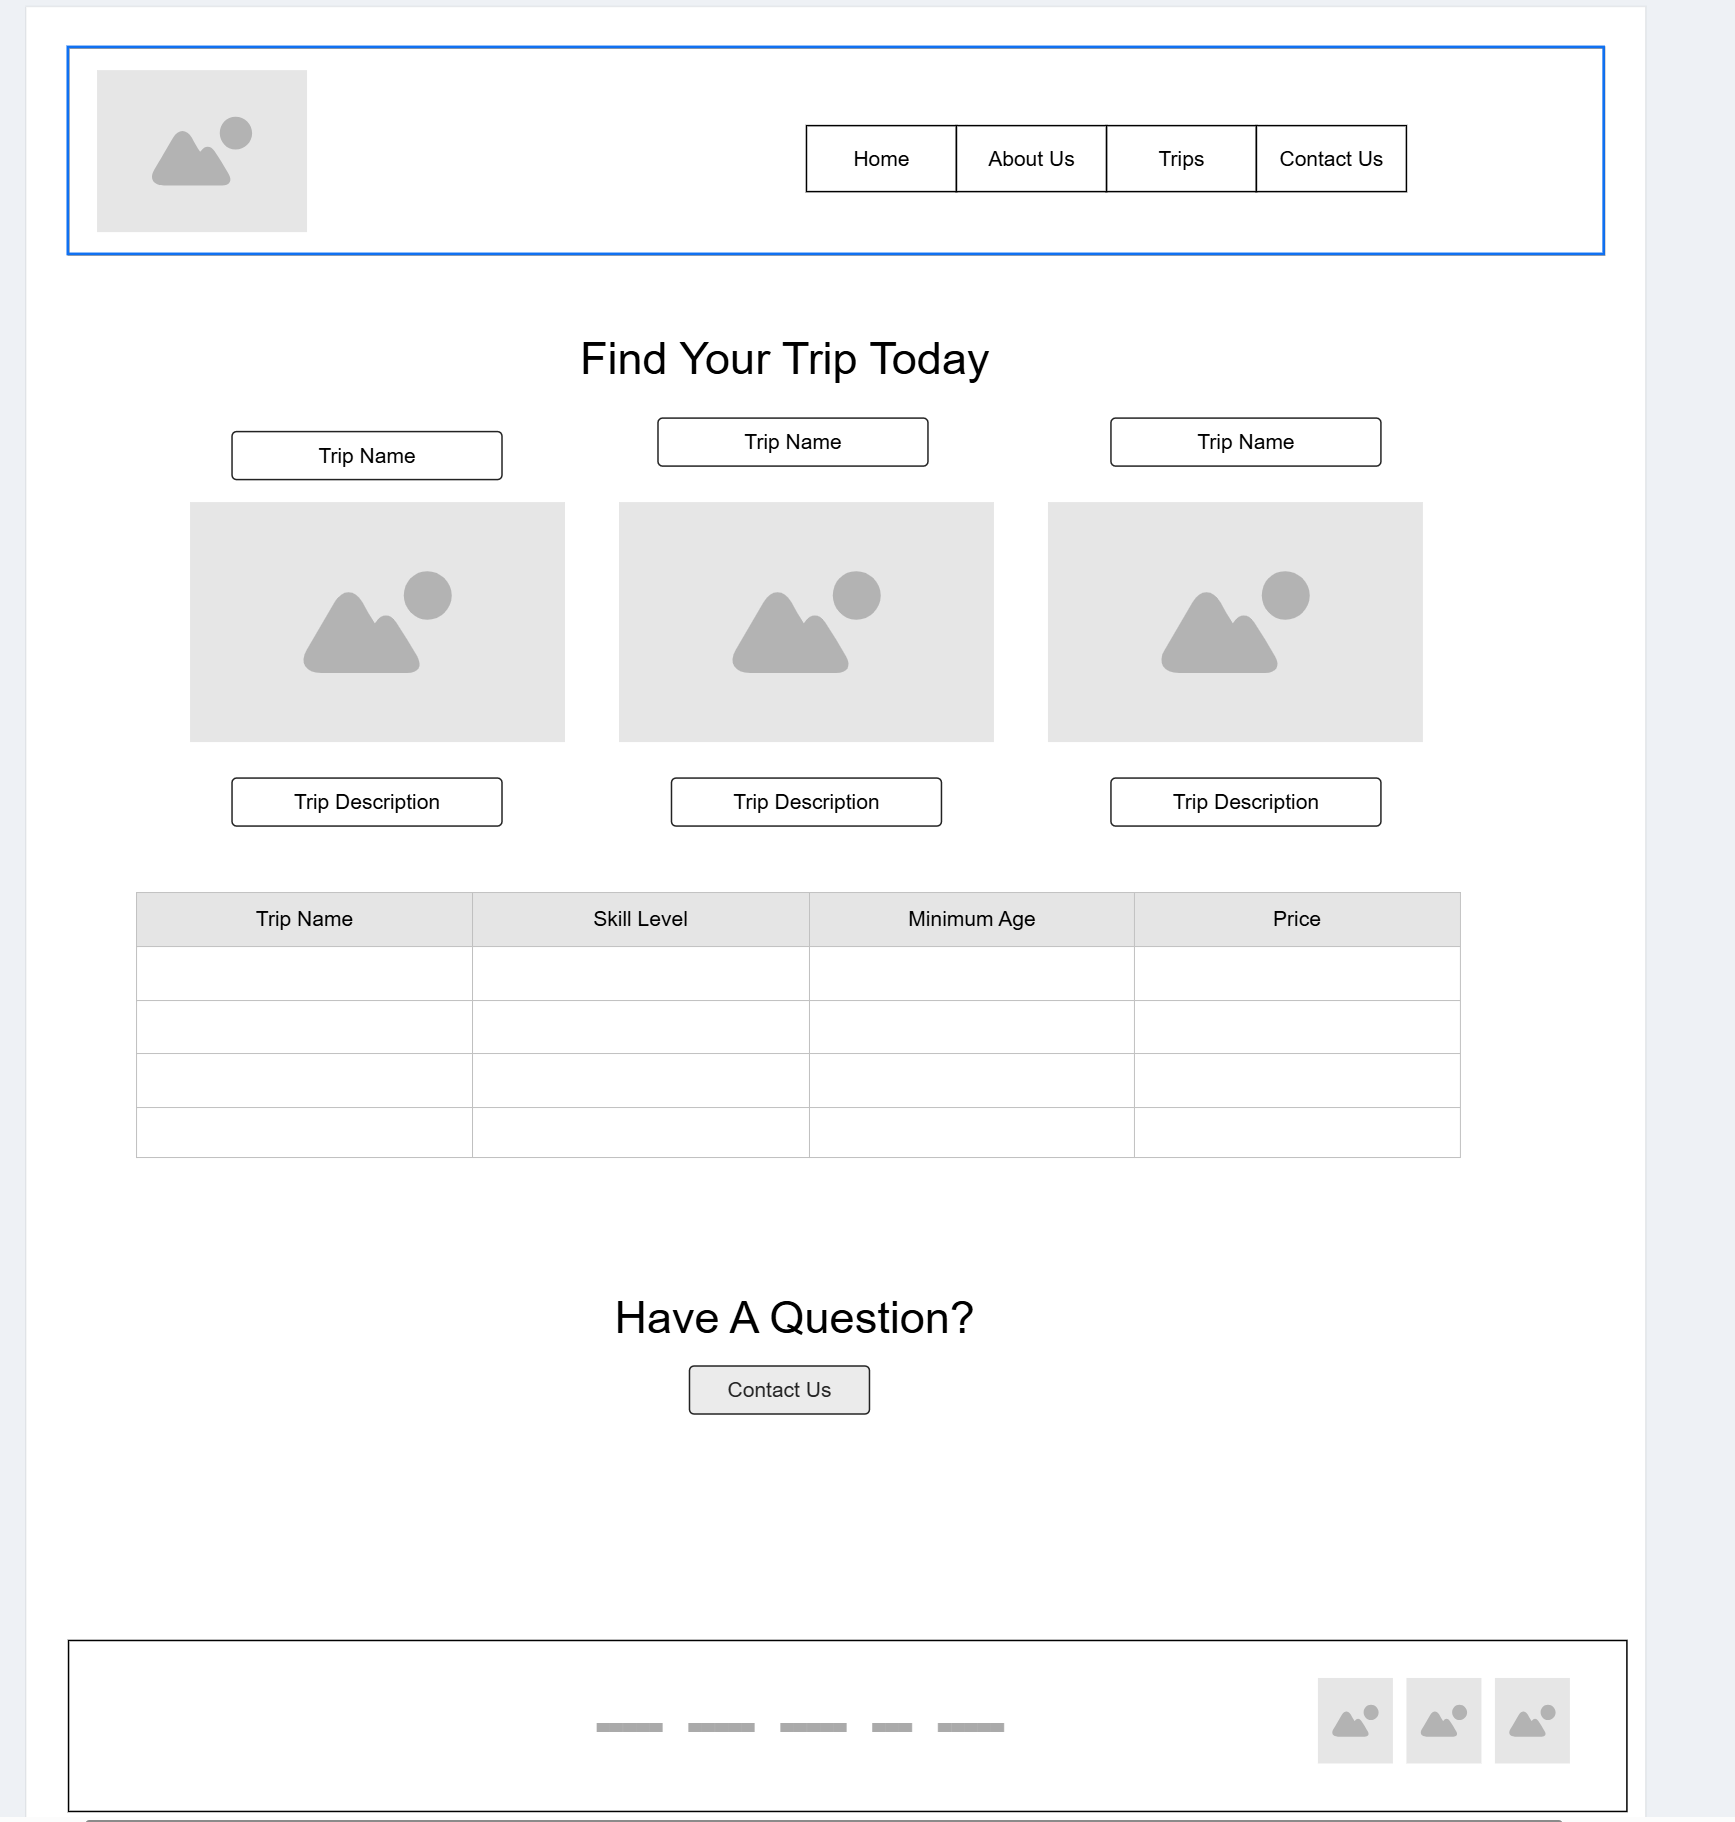 Home About Us Trips Contact Us
Find Your Trip Today
Trip Name Trip Name Trip Name
Trip Description Trip Description Trip Description
Trip Name Skill Level Minimum Age Price
Have A Question?
Contact Us